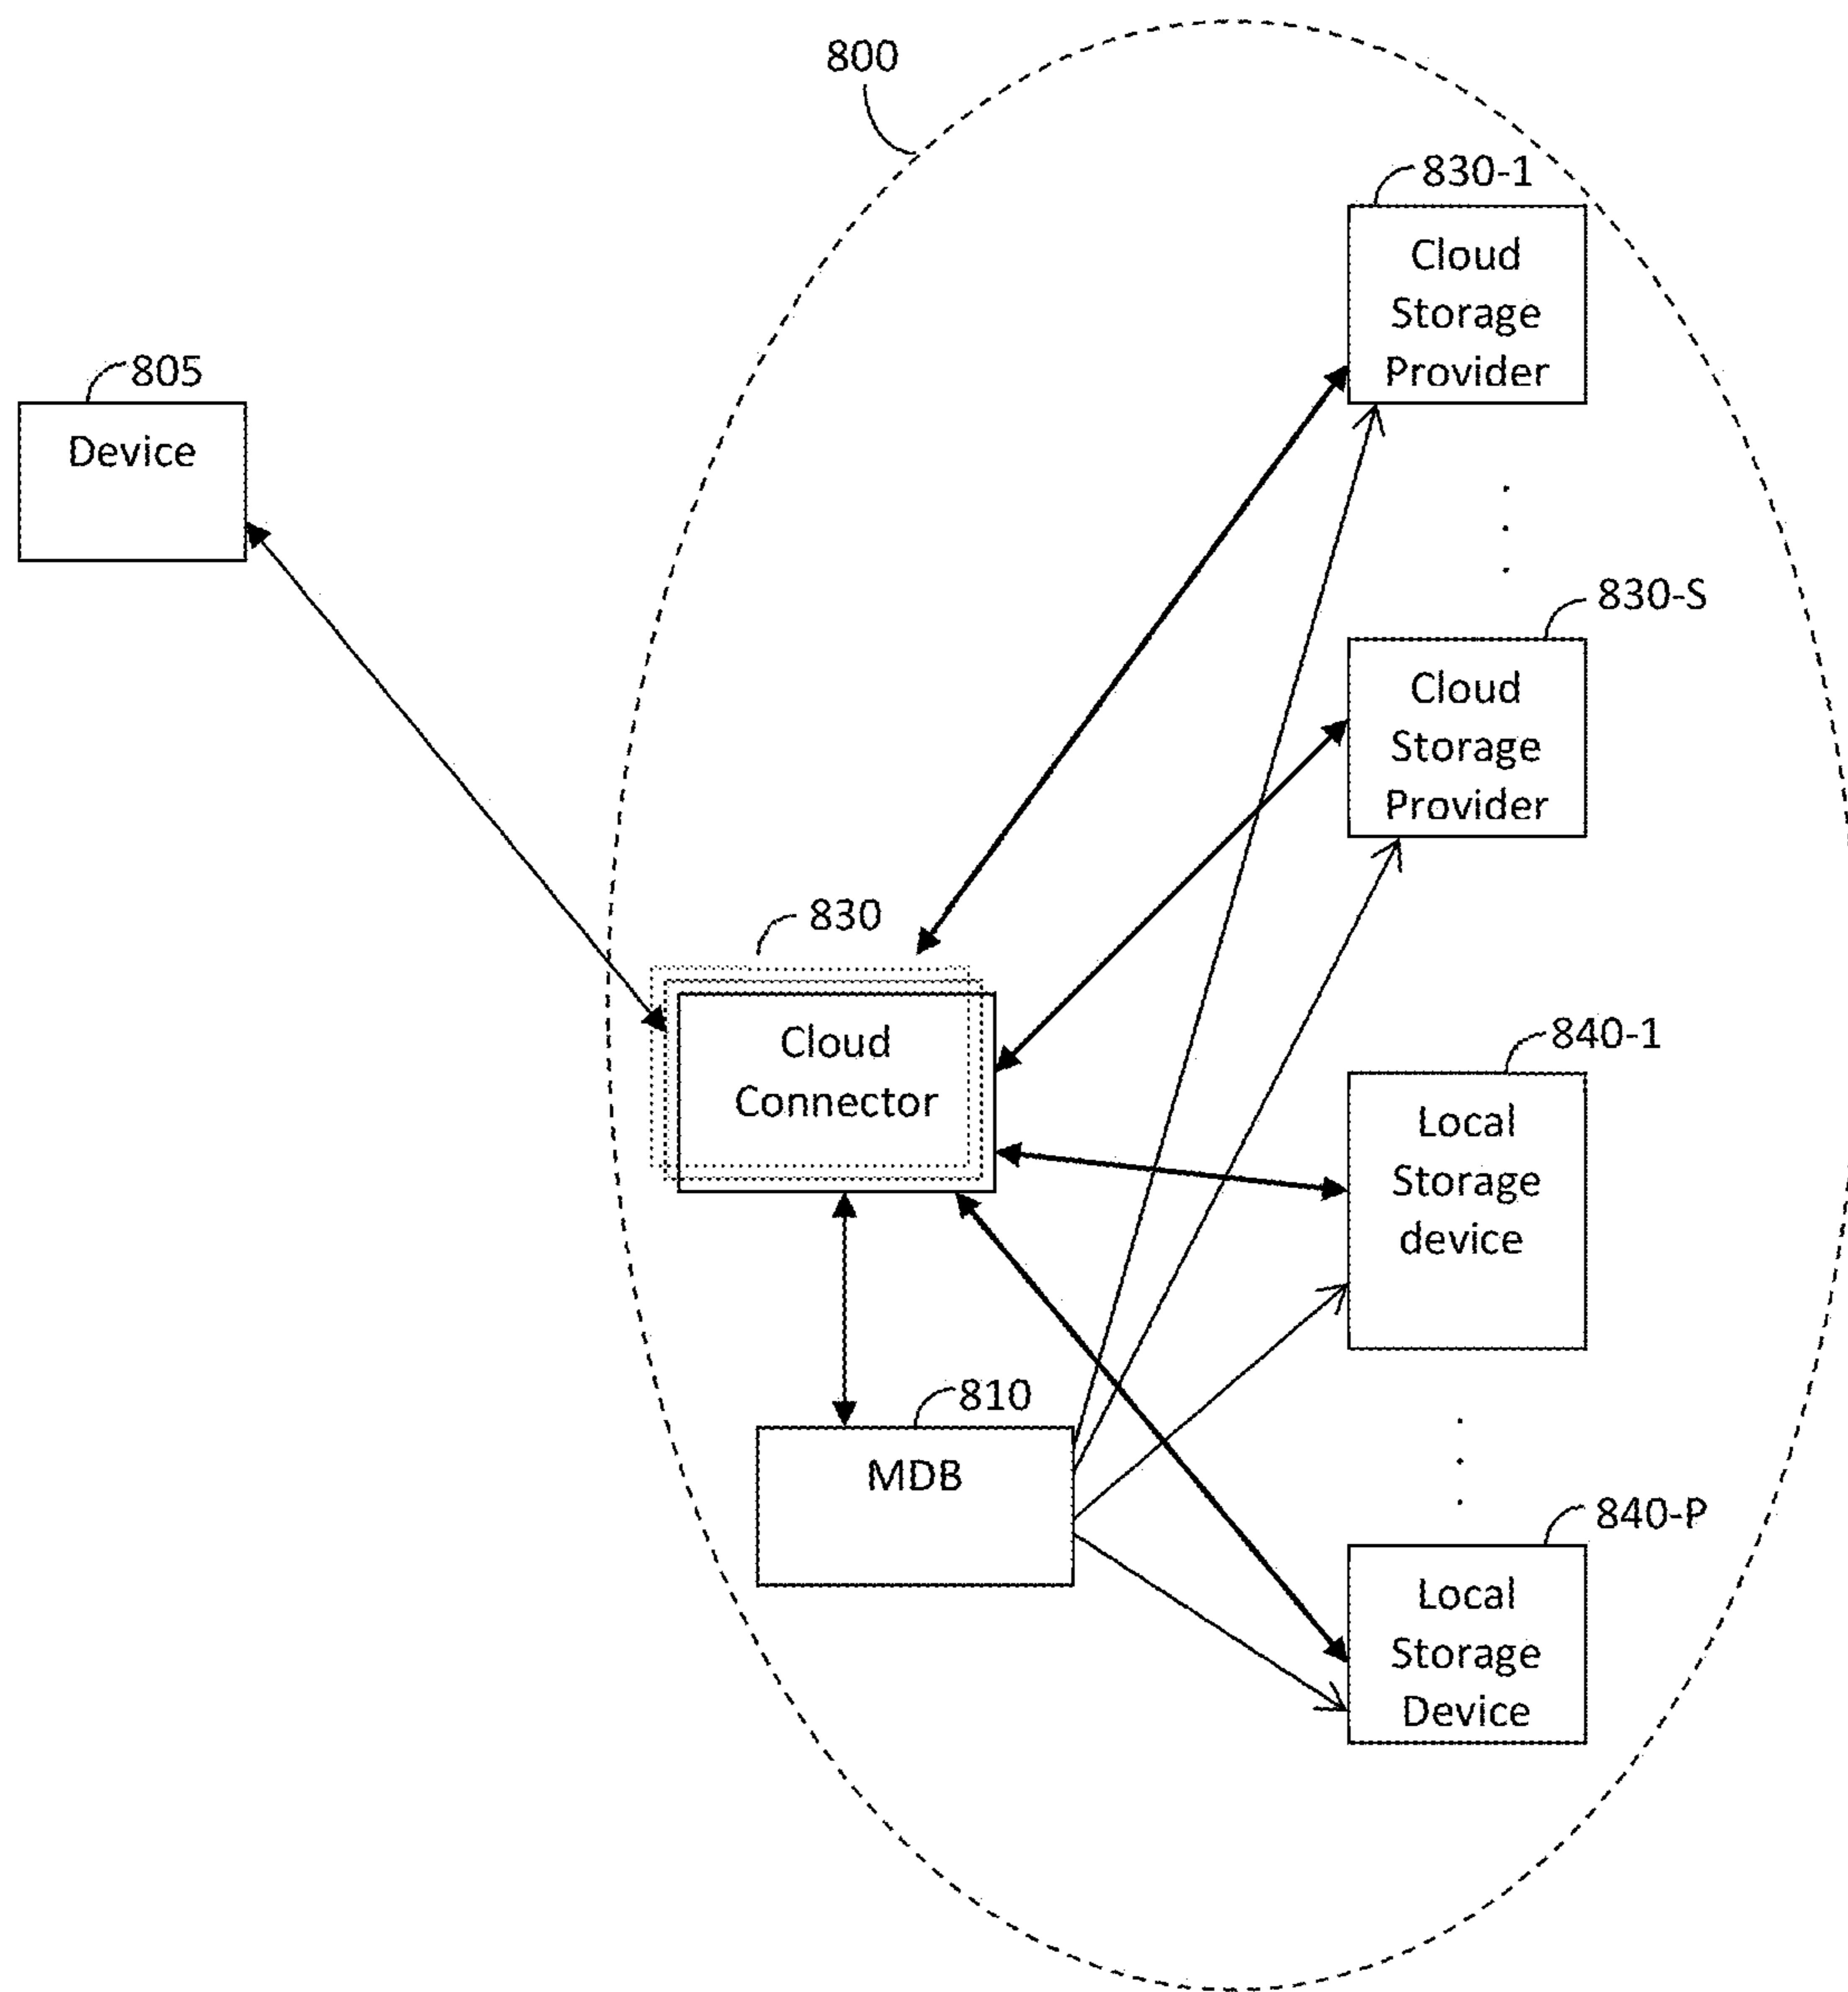 800
830-1
Cloud
Storage
Provider
805
Device
830-S
Cloud
Storage
Provider
830
Cloud
Connector
840-1
Local
Storage
device
810
MDB
840-P
Local
Storage
Device